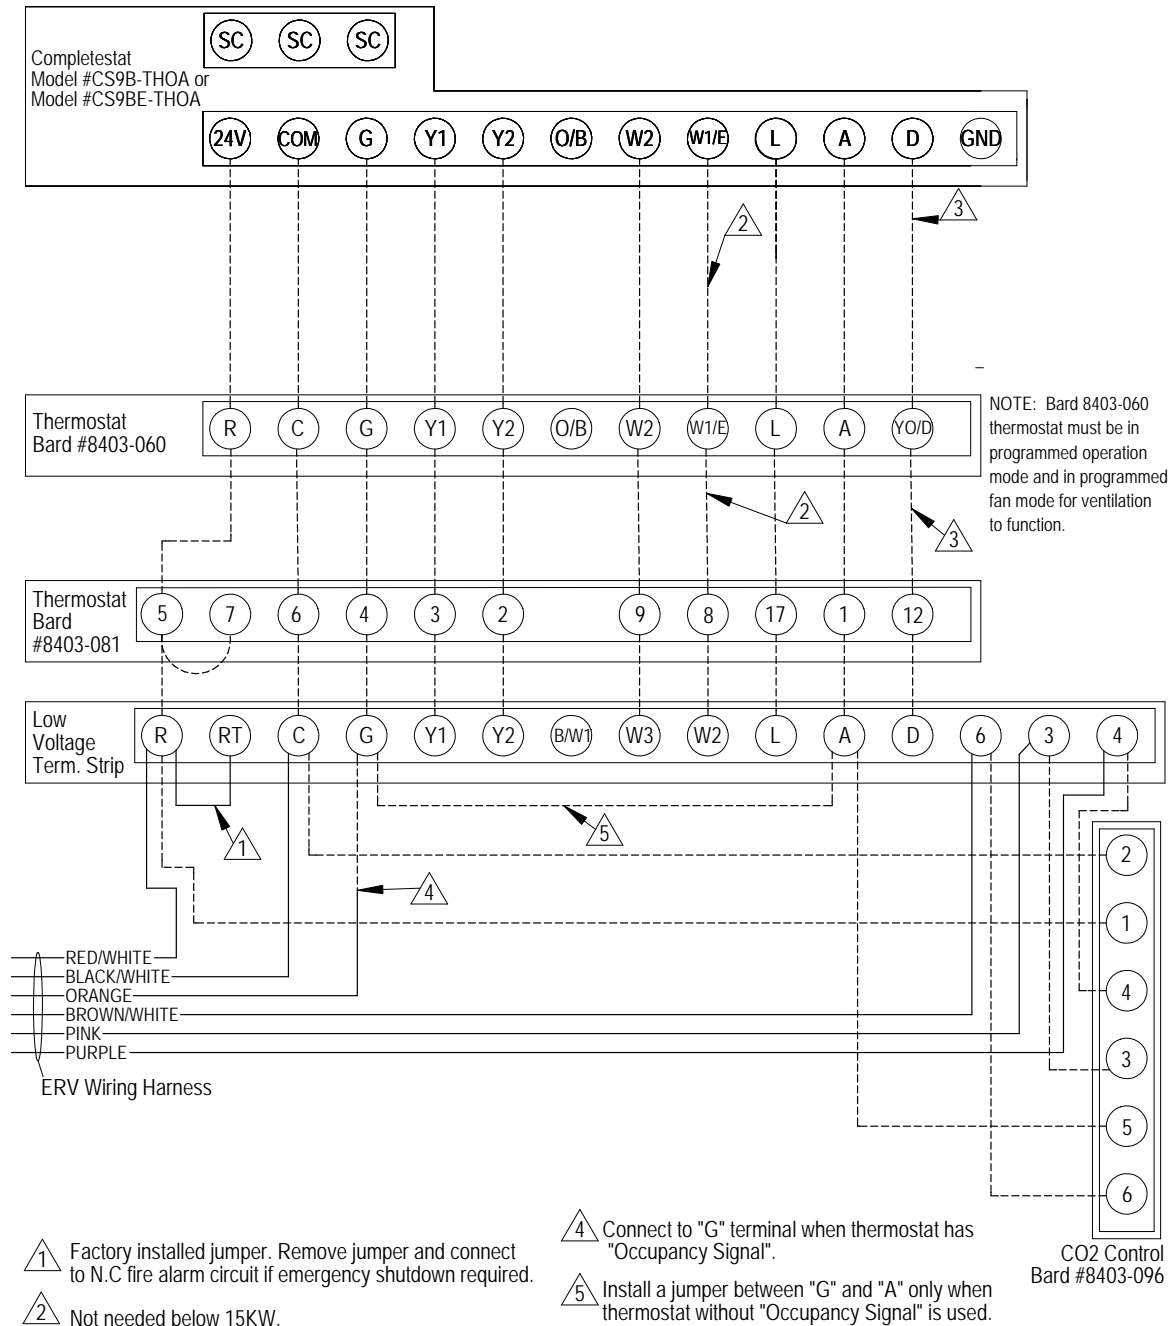 SC SC SC
Completestat
Model #CS9B-THOA or
Model #CS9BE-THOA
24V COM G Y1 Y2 O/B W2 W1/E L A D GND
3
2
Thermostat
Bard #8403-060
R C G Y1 Y2 O/B W2 W1/E L A YO/D
NOTE: Bard 8403-060
thermostat must be in
programmed operation
mode and in programmed
fan mode for ventilation
to function.
2
3
Thermostat
Bard
#8403-081
5 7 6 4 3 2 9 8 17 1 12
Low
Voltage
Term. Strip
R RT C G Y1 Y2 B/W1 W3 W2 L A D 6 3 4
1
5
4
2
1
4
3
5
6
RED/WHITE
BLACK/WHITE
ORANGE
BROWN/WHITE
PINK
PURPLE
ERV Wiring Harness
CO2 Control
Bard #8403-096
1 Factory installed jumper. Remove jumper and connect
to N.C fire alarm circuit if emergency shutdown required.
2 Not needed below 15KW.
4 Connect to "G" terminal when thermostat has
"Occupancy Signal".
5 Install a jumper between "G" and "A" only when
thermostat without "Occupancy Signal" is used.